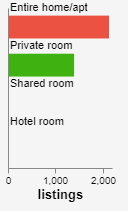 Entire home/apt
Private room
Shared room
Hotel room
0 1,000 2,000
listings